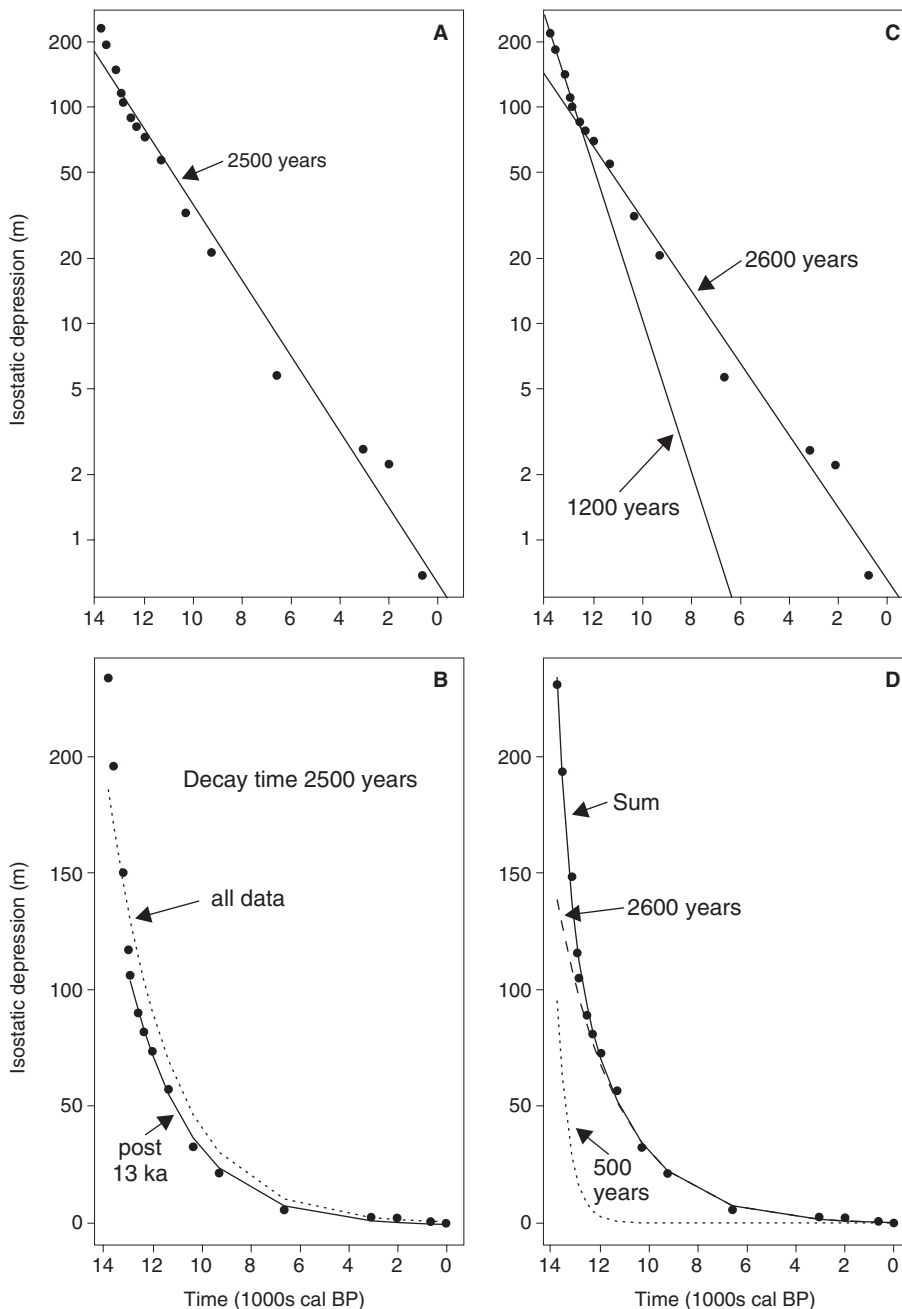 A
200
100
50
20
10
5
2
1
2500 years
14 12 10 8 6 4 2 0
Isostatic depression (m)
C
200
100
50
20
10
5
2
1
2600 years
1200 years
14 12 10 8 6 4 2 0
B
200
150
100
50
0
Decay time 2500 years
all data
post
13 ka
14 12 10 8 6 4 2 0
Isostatic depression (m)
Time (1000s cal BP)
D
200
150
100
50
0
Sum
2600 years
500
years
14 12 10 8 6 4 2 0
Time (1000s cal BP)